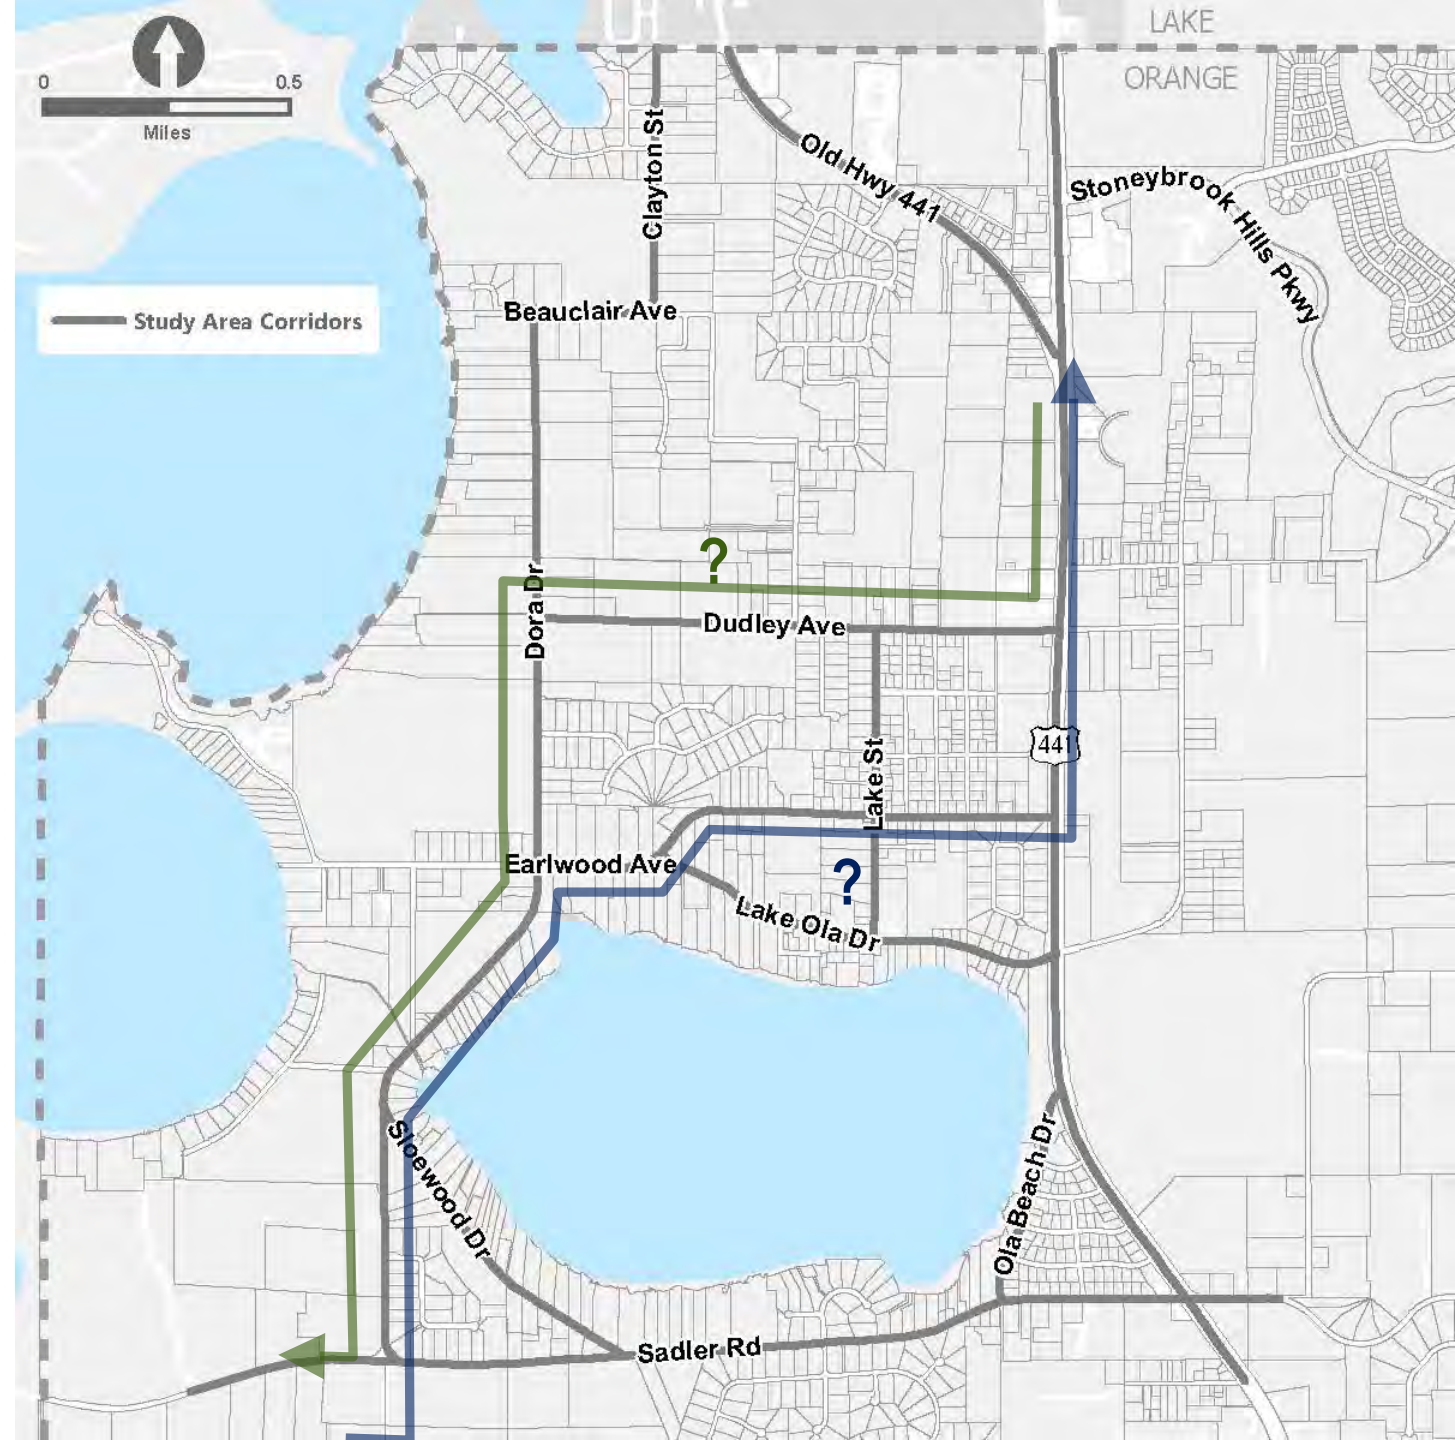 LAKE
ORANGE
0 0.5
Miles
Clayton St
Old Hwy 441
Stoneybrook Hills Pkwy
Study Area Corridors
Beauclair Ave
?
Dora Dr
Dudley Ave
441
Lake St
Earlwood Ave
?
Lake Ola Dr
Sloewood Dr
Ola Beach Dr
Sadler Rd